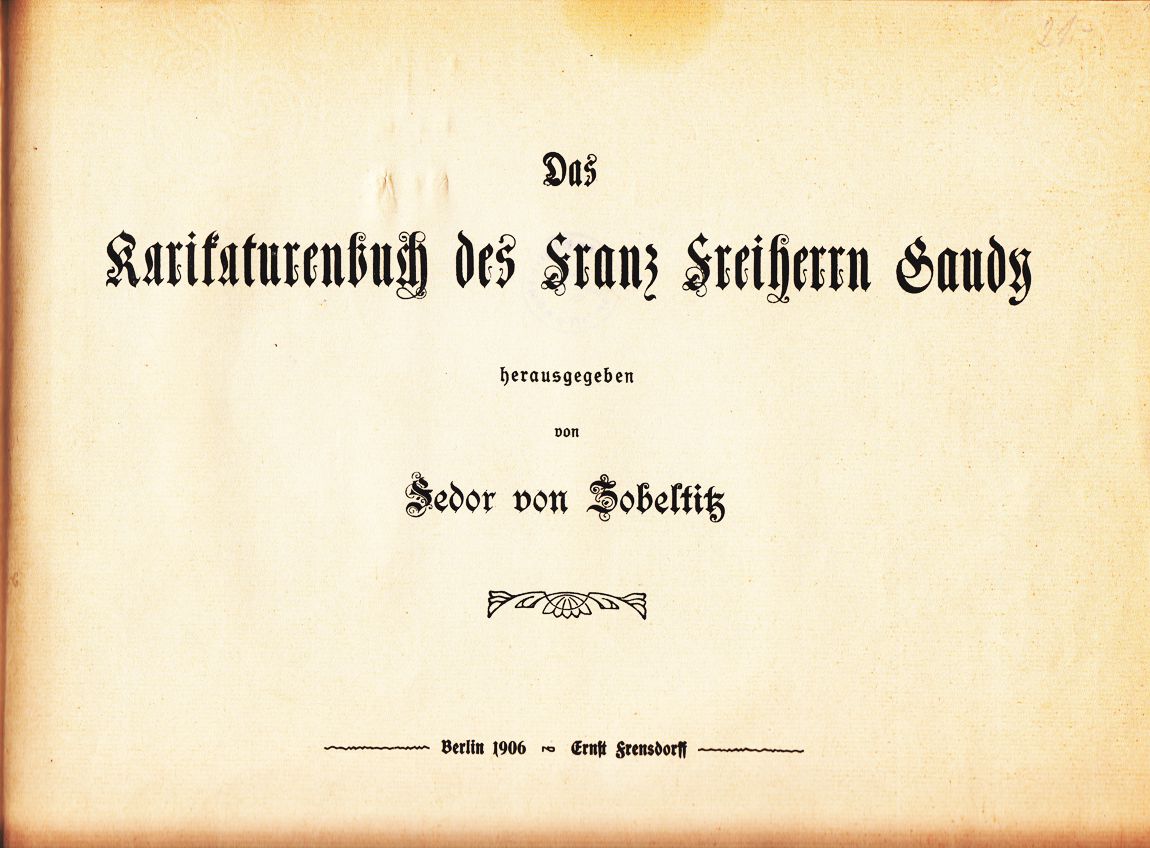 Das
Karikaturenbuch des Franz Freiherrn Gaudy
herausgegeben
von
Fedor von Zobeltitz
Berlin 1906 ~ Ernst Frensdorff